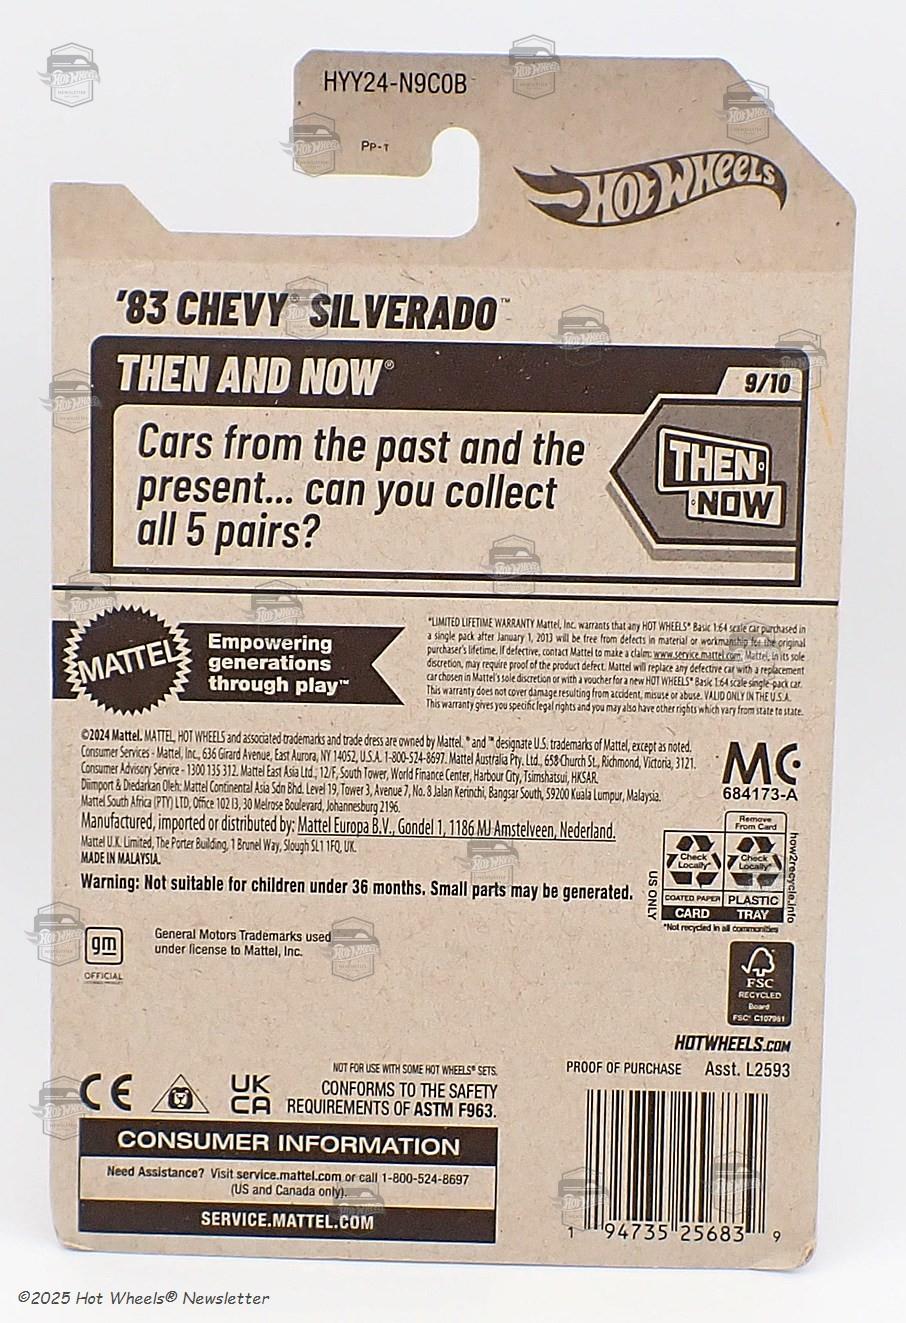 HYY24-N9C0B
PP-T
HOT WHEELS
'83 CHEVY® SILVERADO™
THEN AND NOW®
9/10
Cars from the past and the
present... can you collect
all 5 pairs?
THEN
NOW
MATTEL
Empowering
generations
through play™
*LIMITED LIFETIME WARRANTY Mattel, Inc. warrants that any HOT WHEELS® Basic 1:64 scale car purchased in
a single pack after January 1, 2013 will be free from defects in material or workmanship for the original
purchaser's lifetime. If defective, contact Mattel to make a claim: www.service.mattel.com. Mattel, in its sole
discretion, may require proof of the product defect. Mattel will replace any defective car with a replacement
car chosen in Mattel's sole discretion or with a voucher for a new HOT WHEELS® Basic 1:64 scale single-pack car.
This warranty does not cover damage resulting from accident, misuse or abuse. VALID ONLY IN THE U.S.A.
This warranty gives you specific legal rights and you may also have other rights which vary from state to state.
©2024 Mattel. MATTEL, HOT WHEELS and associated trademarks and trade dress are owned by Mattel. ® and ™ designate U.S. trademarks of Mattel, except as noted.
Consumer Services - Mattel, Inc., 636 Girard Avenue, East Aurora, NY 14052, U.S.A. 1-800-524-8697. Mattel Australia Pty. Ltd., 658 Church St., Richmond, Victoria, 3121.
Consumer Advisory Service - 1300 135 312. Mattel East Asia Ltd., 12/F, South Tower, World Finance Center, Harbour City, Tsimshatsui, HKSAR.
Diimport & Diedarkan Oleh: Mattel Continental Asia Sdn Bhd. Level 19, Tower 3, Avenue 7, No. 8 Jalan Kerinchi, Bangsar South, 59200 Kuala Lumpur, Malaysia.
Mattel South Africa (PTY) LTD, Office 102 I3, 30 Melrose Boulevard, Johannesburg 2196.
Manufactured, imported or distributed by: Mattel Europa B.V., Gondel 1, 1186 MJ Amstelveen, Nederland.
Mattel U.K. Limited, The Porter Building, 1 Brunel Way, Slough SL1 1FQ, UK.
MADE IN MALAYSIA.
Warning: Not suitable for children under 36 months. Small parts may be generated.
MC
684173-A
Remove
From Card
Check
Locally*
Check
Locally*
COATED PAPER
PLASTIC
CARD
TRAY
US ONLY
how2recycle.info
*Not recycled in all communities
gm
OFFICIAL
General Motors Trademarks used
under license to Mattel, Inc.
FSC
RECYCLED
Board
FSC® C107961
HOTWHEELS.COM
CE
UK
CA
NOT FOR USE WITH SOME HOT WHEELS® SETS.
CONFORMS TO THE SAFETY
REQUIREMENTS OF ASTM F963.
PROOF OF PURCHASE
Asst. L2593
CONSUMER INFORMATION
Need Assistance? Visit service.mattel.com or call 1-800-524-8697
(US and Canada only).
SERVICE.MATTEL.COM
1 94735 25683 9
©2025 Hot Wheels® Newsletter